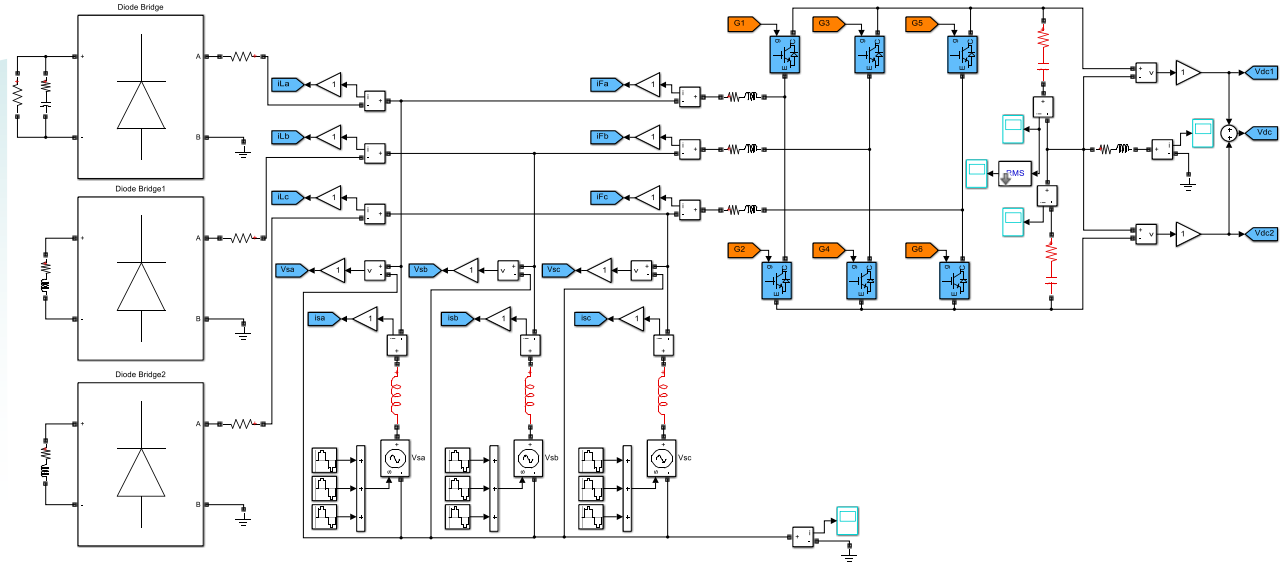 Diode Bridge
+
-
A
B
Diode Bridge1
+
-
A
B
Diode Bridge2
+
-
A
B
iLa
1
i
+
-
iLb
1
i
+
-
iLc
1
i
+
-
iFa
1
i
+
-
iFb
1
i
+
-
iFc
1
i
+
-
Vsa
1
v
+
-
Vsb
1
v
+
-
Vsc
1
v
+
-
isa
1
isb
1
isc
1
Vsa
Vsb
Vsc
G1
G3
G5
G2
G4
G6
g
C
E
RMS
v
1
Vdc1
Vdc
v
1
Vdc2